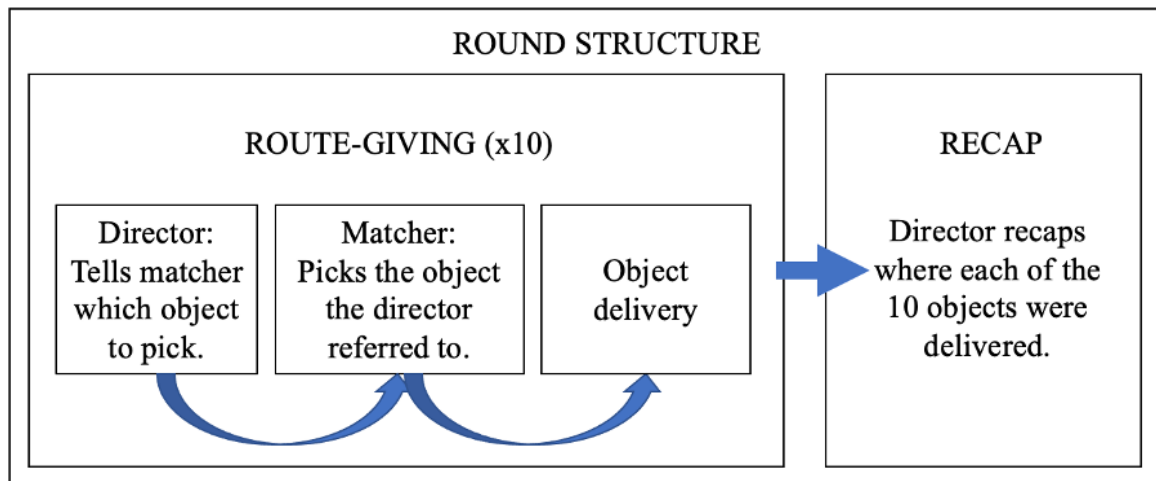 ROUND STRUCTURE
ROUTE-GIVING (x10)
Director:
Tells matcher
which object
to pick.
Matcher:
Picks the object
the director
referred to.
Object
delivery
RECAP
Director recaps
where each of the
10 objects were
delivered.